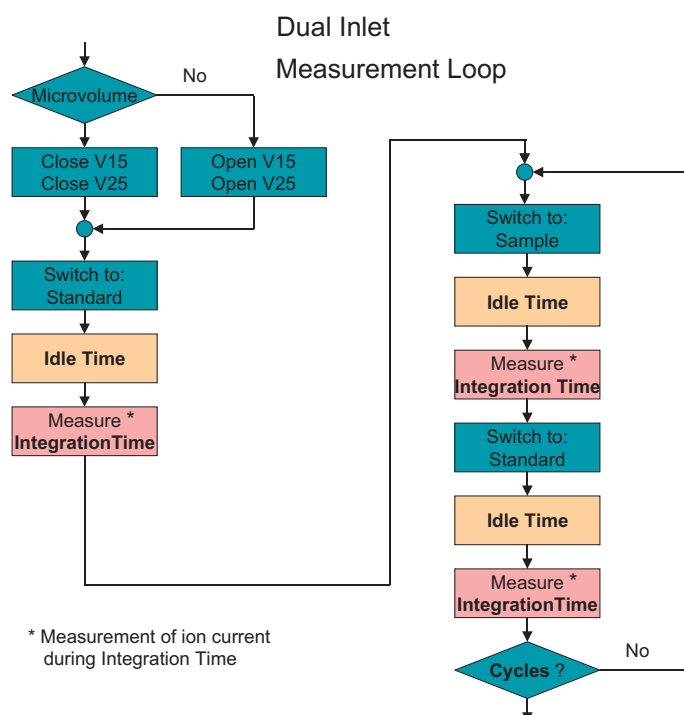 Dual Inlet
Measurement Loop
Microvolume
No
Close V15
Close V25
Open V15
Open V25
Switch to:
Standard
Idle Time
Measure *
IntegrationTime
* Measurement of ion current
during Integration Time
Switch to:
Sample
Idle Time
Measure *
Integration Time
Switch to:
Standard
Idle Time
Measure *
IntegrationTime
Cycles ?
No